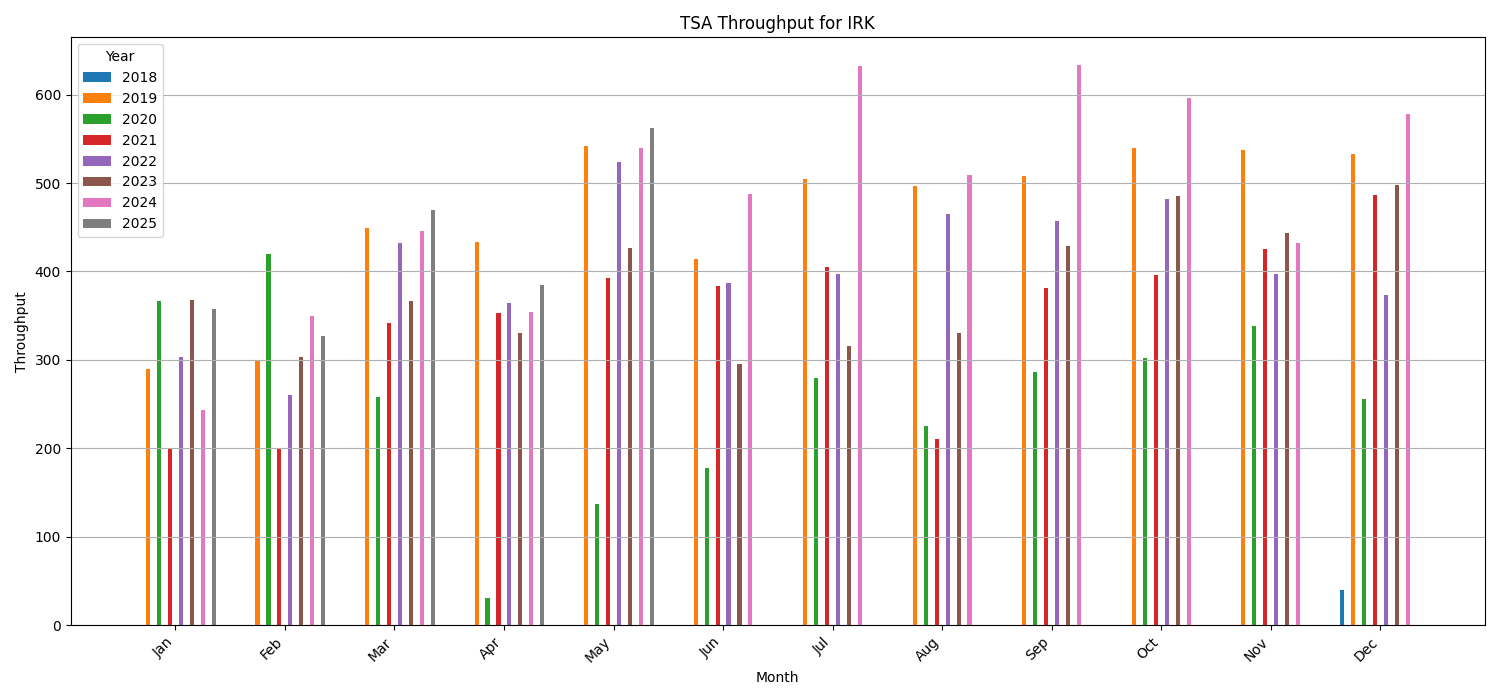 TSA Throughput for IRK
Year
2018
2019
2020
2021
2022
2023
2024
2025
Throughput
600
500
400
300
200
100
0
Jan
Feb
Mar
Apr
May
Jun
Jul
Aug
Sep
Oct
Nov
Dec
Month